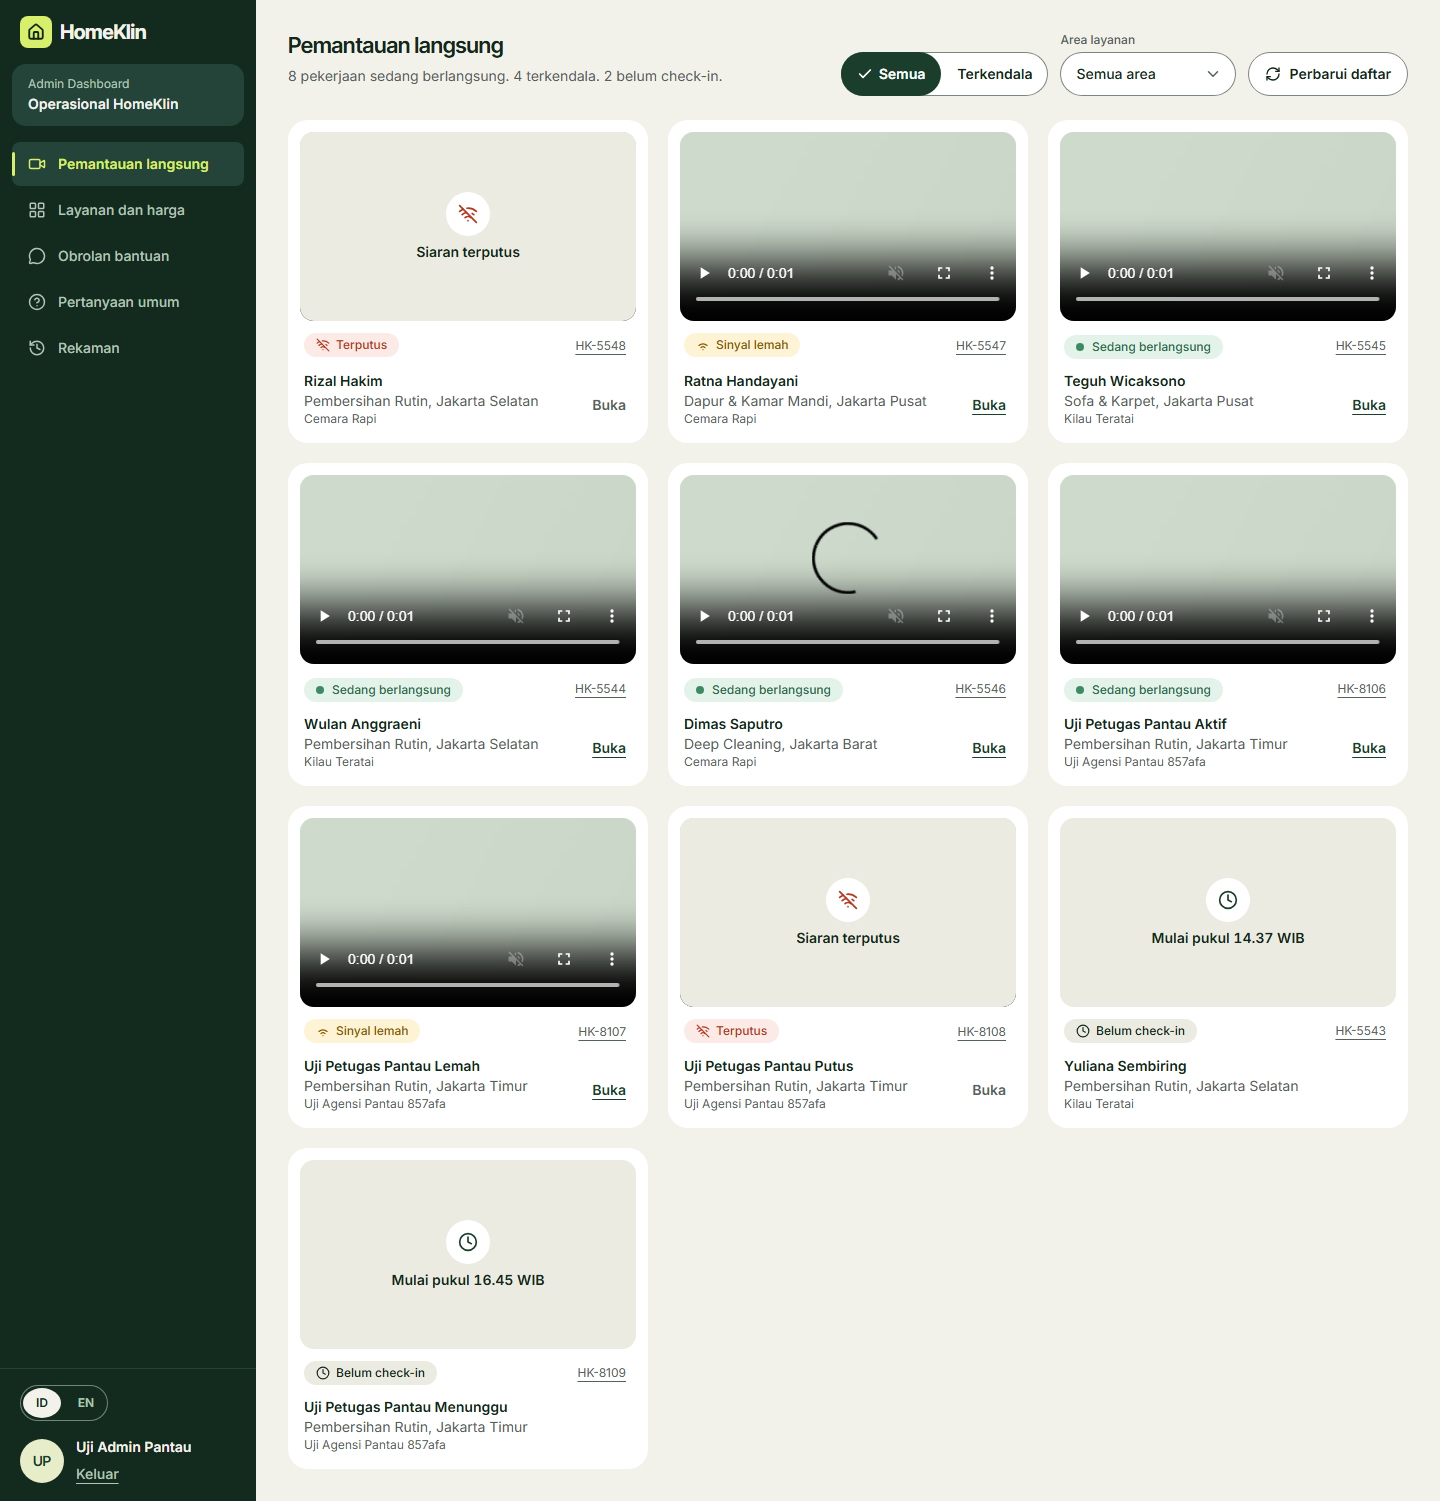 HomeKlin
Admin Dashboard
Operasional HomeKlin
Pemantauan langsung
Layanan dan harga
Obrolan bantuan
Pertanyaan umum
Rekaman
ID EN
UP
Uji Admin Pantau
Keluar
Pemantauan langsung
8 pekerjaan sedang berlangsung. 4 terkendala. 2 belum check-in.
Semua Terkendala
Area layanan
Semua area
Perbarui daftar
Siaran terputus
Terputus HK-5548
Rizal Hakim
Pembersihan Rutin, Jakarta Selatan
Cemara Rapi
Buka
0:00 / 0:01
Sinyal lemah HK-5547
Ratna Handayani
Dapur & Kamar Mandi, Jakarta Pusat
Cemara Rapi
Buka
0:00 / 0:01
Sedang berlangsung HK-5545
Teguh Wicaksono
Sofa & Karpet, Jakarta Pusat
Kilau Teratai
Buka
0:00 / 0:01
Sedang berlangsung HK-5544
Wulan Anggraeni
Pembersihan Rutin, Jakarta Selatan
Kilau Teratai
Buka
0:00 / 0:01
Sedang berlangsung HK-5546
Dimas Saputro
Deep Cleaning, Jakarta Barat
Cemara Rapi
Buka
0:00 / 0:01
Sedang berlangsung HK-8106
Uji Petugas Pantau Aktif
Pembersihan Rutin, Jakarta Timur
Uji Agensi Pantau 857afa
Buka
0:00 / 0:01
Sinyal lemah HK-8107
Uji Petugas Pantau Lemah
Pembersihan Rutin, Jakarta Timur
Uji Agensi Pantau 857afa
Buka
Siaran terputus
Terputus HK-8108
Uji Petugas Pantau Putus
Pembersihan Rutin, Jakarta Timur
Uji Agensi Pantau 857afa
Buka
Mulai pukul 14.37 WIB
Belum check-in HK-5543
Yuliana Sembiring
Pembersihan Rutin, Jakarta Selatan
Kilau Teratai
Mulai pukul 16.45 WIB
Belum check-in HK-8109
Uji Petugas Pantau Menunggu
Pembersihan Rutin, Jakarta Timur
Uji Agensi Pantau 857afa